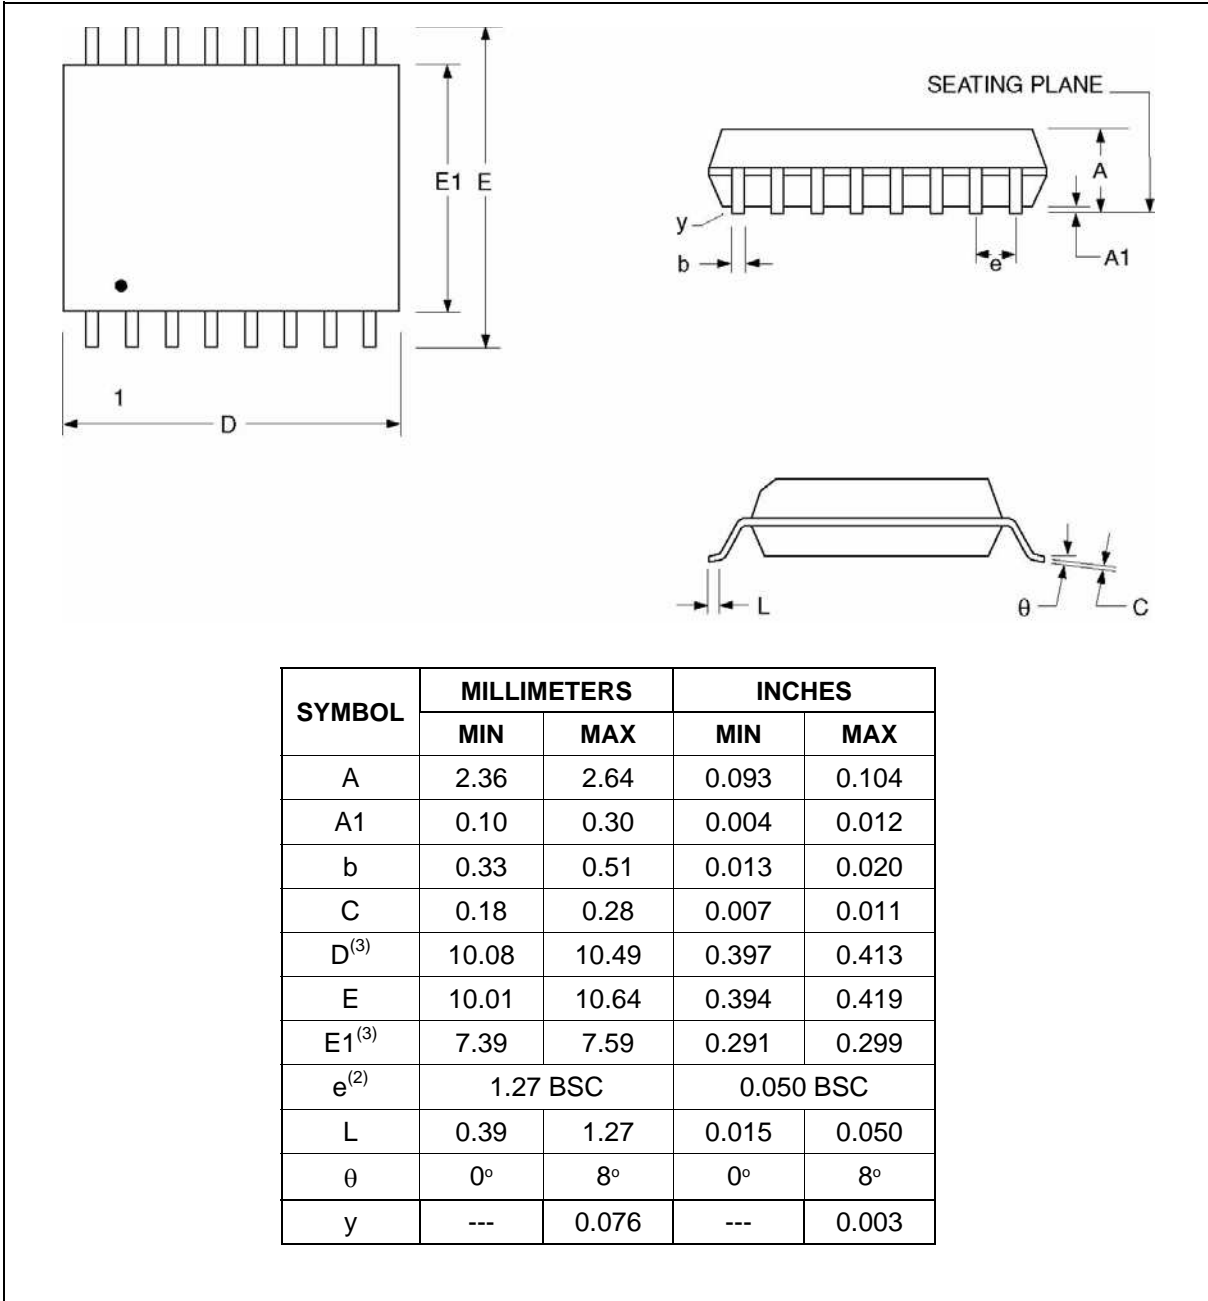 SEATING PLANE
E1 E
A
y
b
e
A1
1
D
L
θ
C
SYMBOL MILLIMETERS INCHES
MIN MAX MIN MAX
A 2.36 2.64 0.093 0.104
A1 0.10 0.30 0.004 0.012
b 0.33 0.51 0.013 0.020
C 0.18 0.28 0.007 0.011
D(3) 10.08 10.49 0.397 0.413
E 10.01 10.64 0.394 0.419
E1(3) 7.39 7.59 0.291 0.299
e(2) 1.27 BSC 0.050 BSC
L 0.39 1.27 0.015 0.050
θ 0° 8° 0° 8°
y --- 0.076 --- 0.003